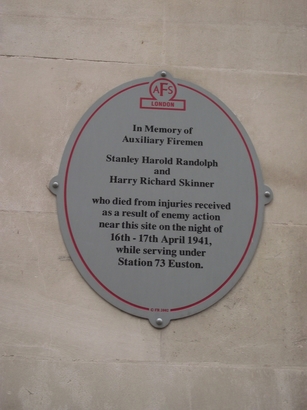 AFS
LONDON
In Memory of
Auxiliary Firemen
Stanley Harold Randolph
and
Harry Richard Skinner
who died from injuries received
as a result of enemy action
near this site on the night of
16th - 17th April 1941,
while serving under
Station 73 Euston.